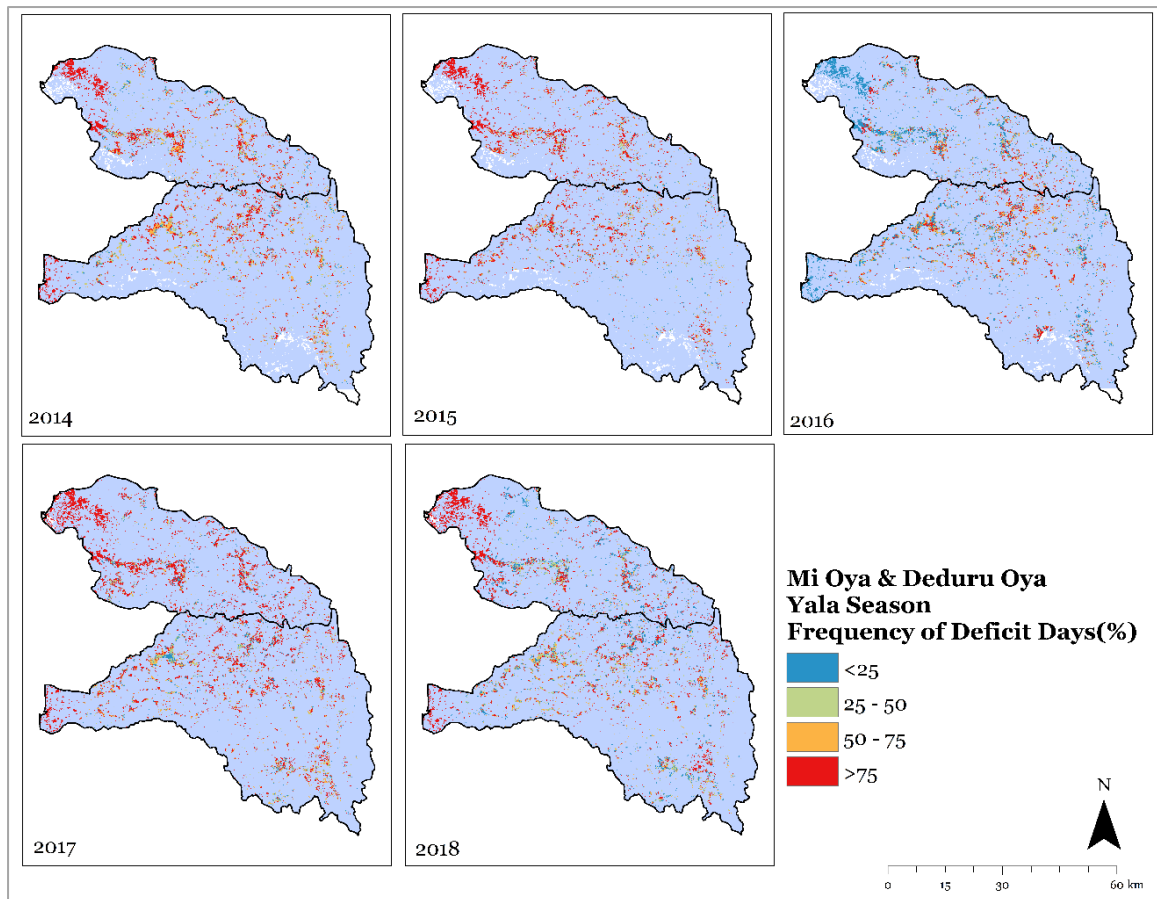 2014
2015
2016
2017
2018
Mi Oya & Deduru Oya
Yala Season
Frequency of Deficit Days(%)
<25
25 - 50
50 - 75
>75
N
0 15 30 60 km